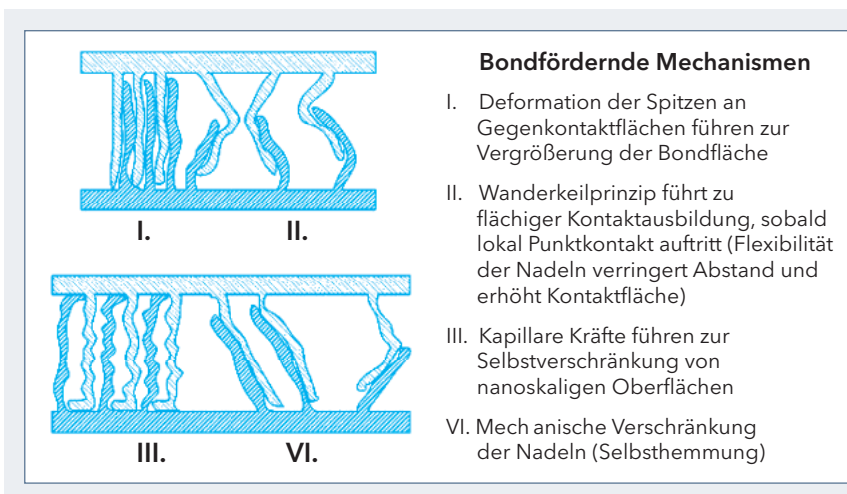 I.
II.
III.
VI.
Bondfördernde Mechanismen
I. Deformation der Spitzen an
Gegenkontaktflächen führen zur
Vergrößerung der Bondfläche
II. Wanderkeilprinzip führt zu
flächiger Kontaktausbildung, sobald
lokal Punktkontakt auftritt (Flexibilität
der Nadeln verringert Abstand und
erhöht Kontaktfläche)
III. Kapillare Kräfte führen zur
Selbstverschränkung von
nanoskaligen Oberflächen
VI. Mech anische Verschränkung
der Nadeln (Selbsthemmung)